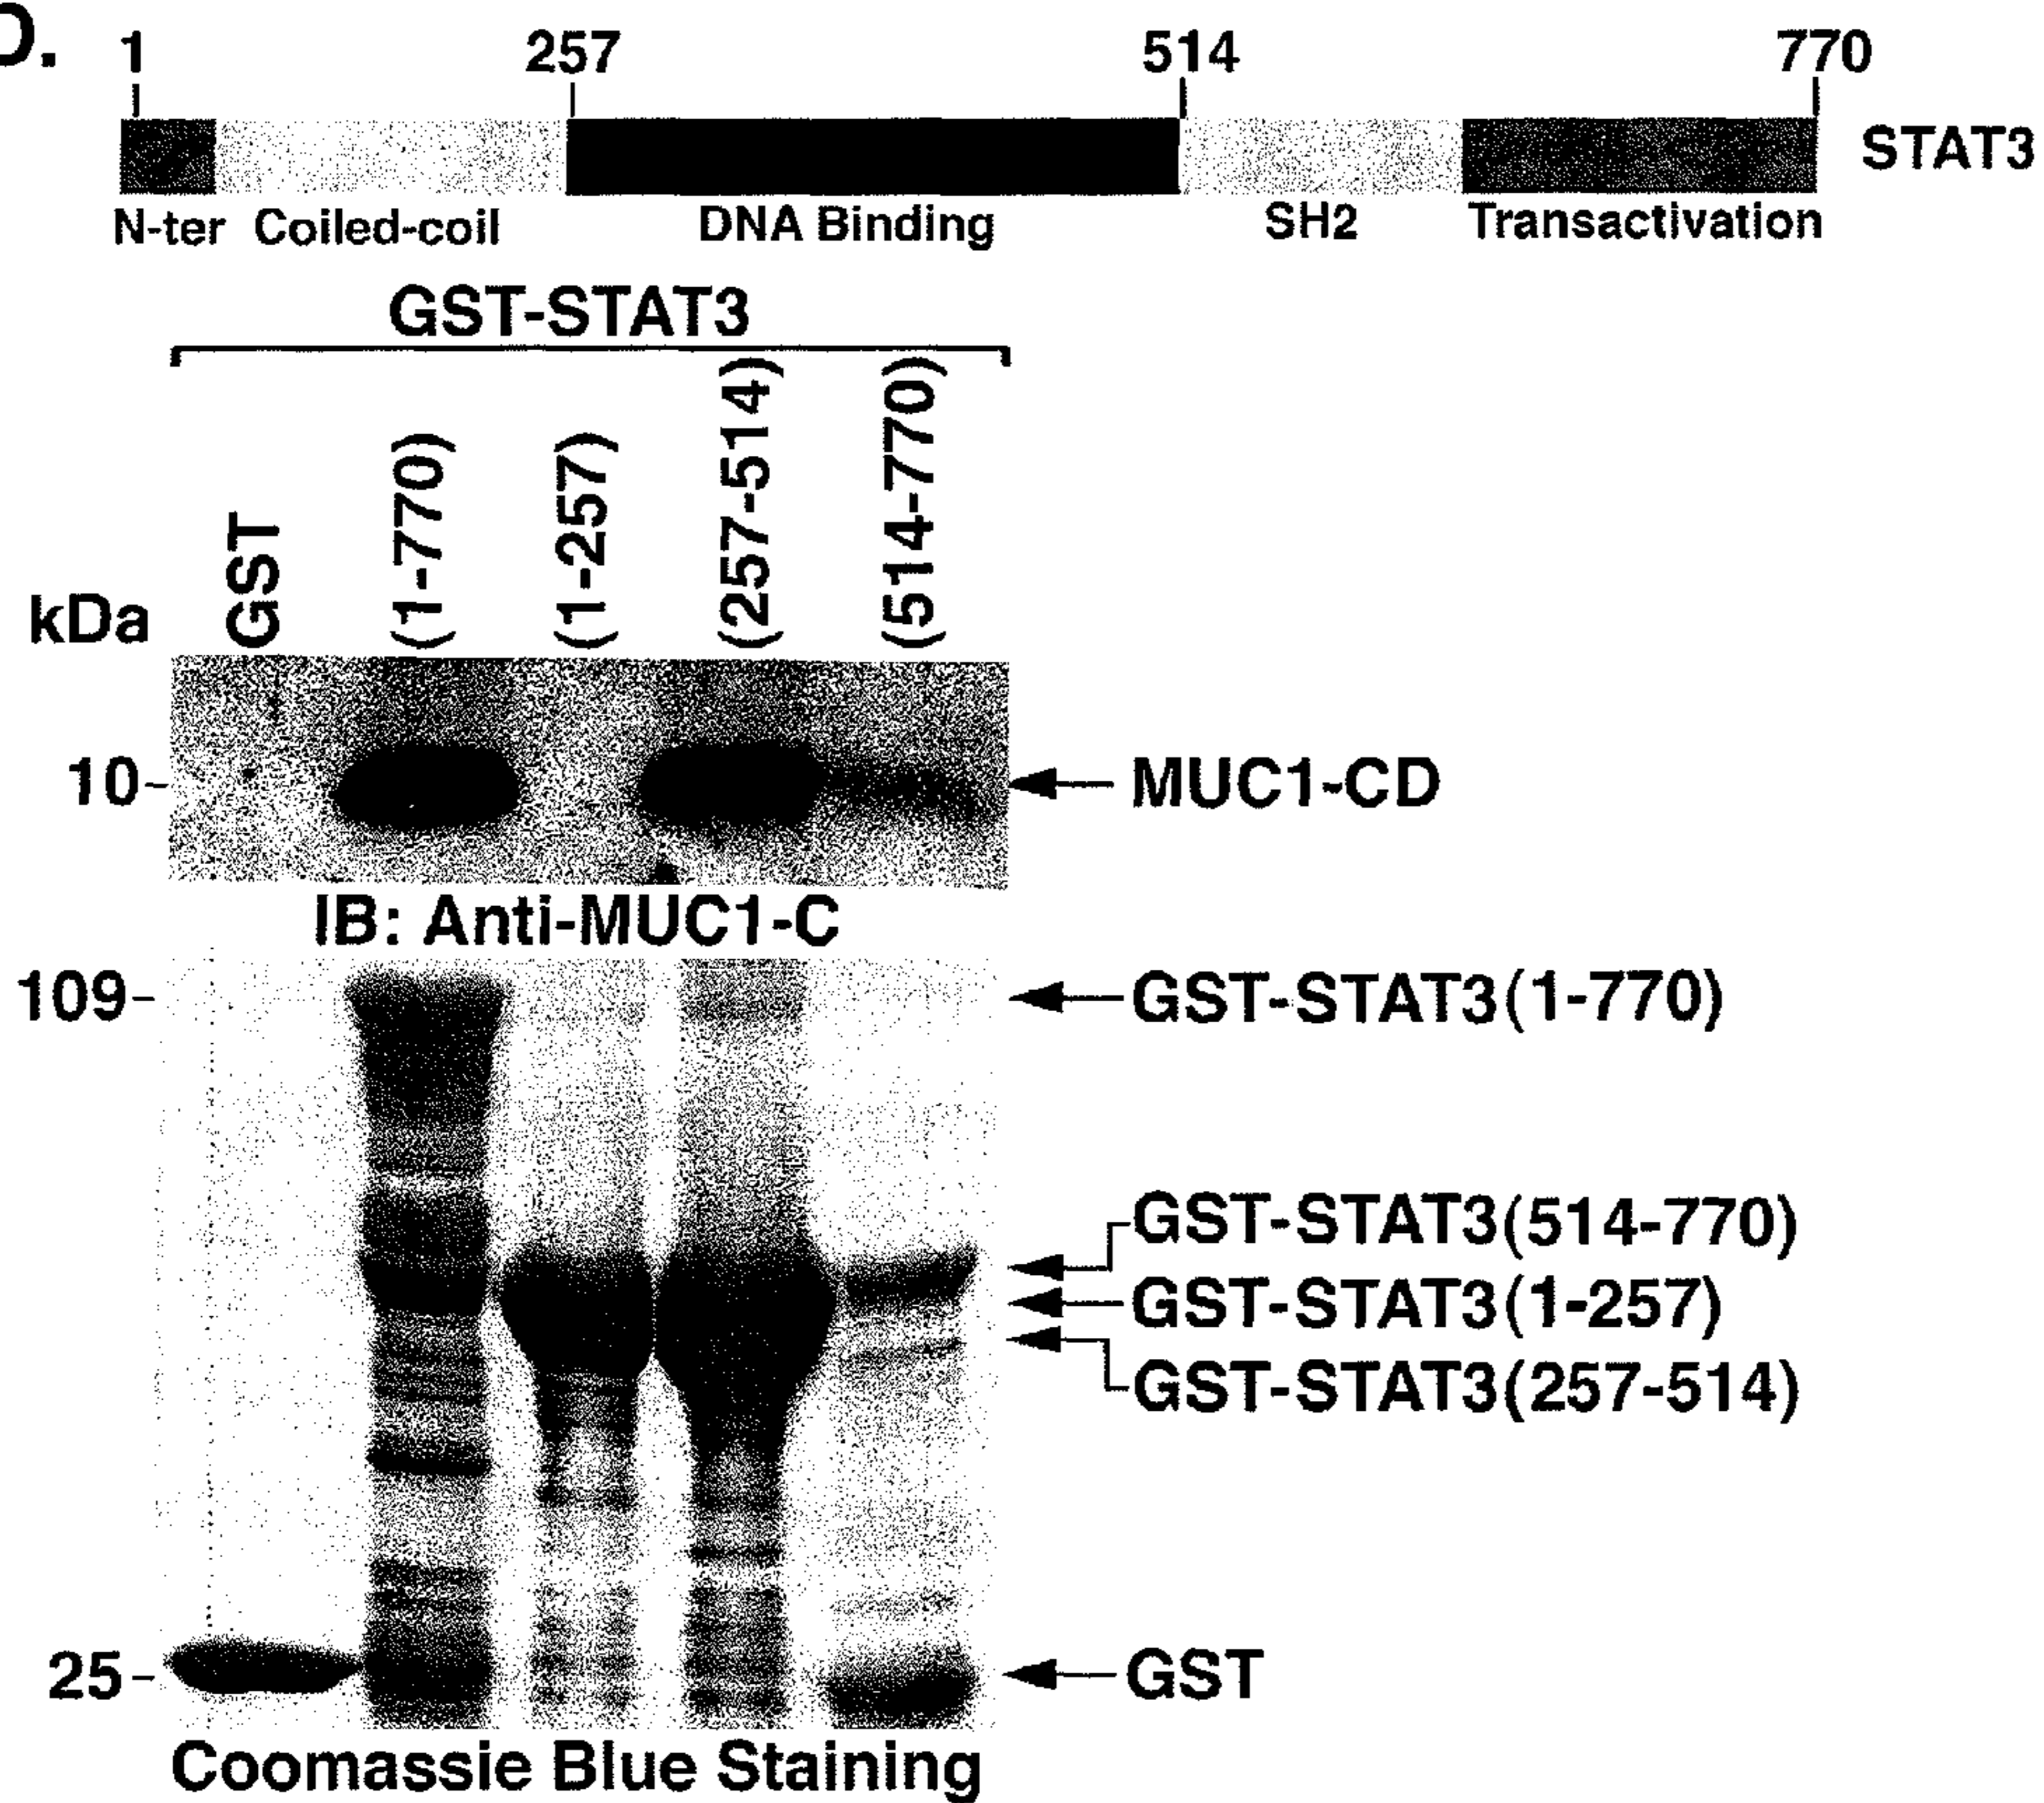 D.
1 257 514 770
STAT3
N-ter Coiled-coil DNA Binding SH2 Transactivation
GST-STAT3
kDa GST (1-770) (1-257) (257-514) (514-770)
10- MUC1-CD
IB: Anti-MUC1-C
109- GST-STAT3(1-770)
GST-STAT3(514-770)
GST-STAT3(1-257)
GST-STAT3(257-514)
25- GST
Coomassie Blue Staining